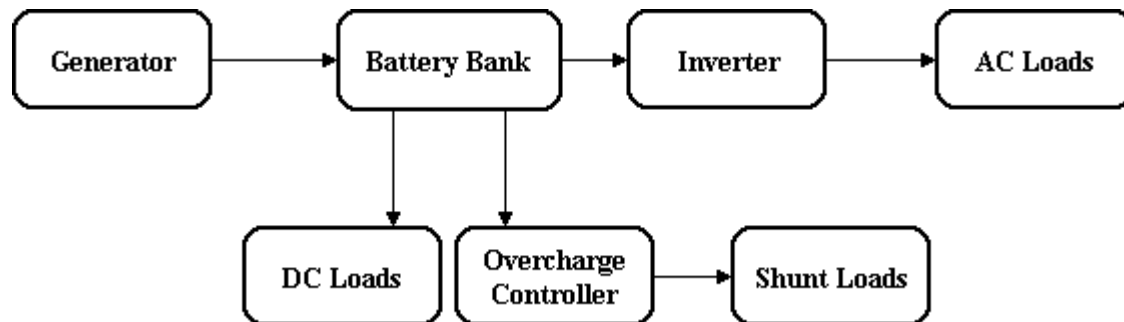 Generator
Battery Bank
Inverter
AC Loads
DC Loads
Overcharge
Controller
Shunt Loads